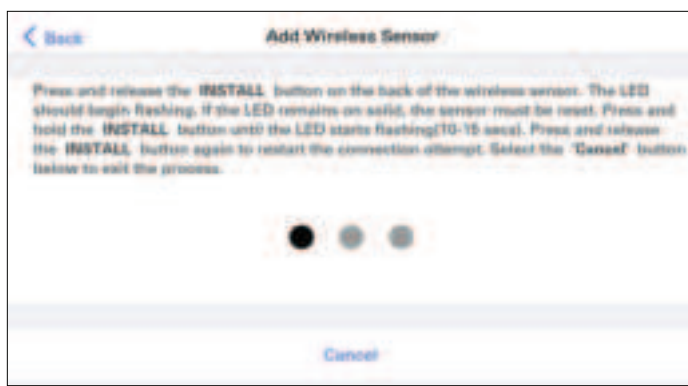 Back
Add Wireless Sensor
Press and release the INSTALL button on the back of the wireless sensor. The LED
should begin flashing. If the LED remains on solid, the sensor must be reset. Press and
hold the INSTALL button until the LED starts flashing(10-15 secs). Press and release
the INSTALL button again to restart the connection attempt. Select the 'Cancel' button
below to exit the process.
Cancel